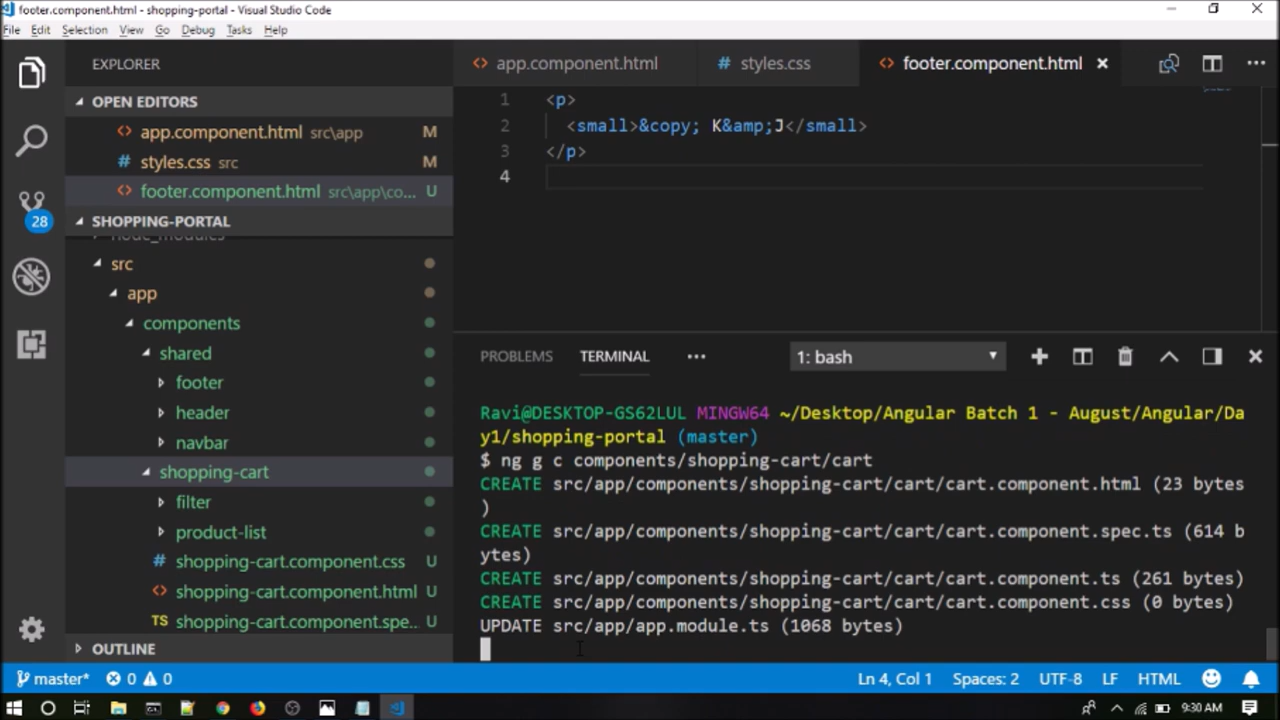 footer.component.html - shopping-portal - Visual Studio Code
File Edit Selection View Go Debug Tasks Help
EXPLORER
OPEN EDITORS
app.component.html src\app M
styles.css src M
footer.component.html src\app\co... U
SHOPPING-PORTAL
node_modules
src
app
components
shared
footer
header
navbar
shopping-cart
filter
product-list
shopping-cart.component.css U
shopping-cart.component.html U
TS shopping-cart.component.spe... U
OUTLINE
28
app.component.html styles.css footer.component.html
1 <p>
2 <small>&copy; K&amp;J</small>
3 </p>
4
PROBLEMS TERMINAL ... 1: bash
Ravi@DESKTOP-GS62LUL MINGW64 ~/Desktop/Angular Batch 1 - August/Angular/Da
y1/shopping-portal (master)
$ ng g c components/shopping-cart/cart
CREATE src/app/components/shopping-cart/cart/cart.component.html (23 bytes
)
CREATE src/app/components/shopping-cart/cart/cart.component.spec.ts (614 b
ytes)
CREATE src/app/components/shopping-cart/cart/cart.component.ts (261 bytes)
CREATE src/app/components/shopping-cart/cart/cart.component.css (0 bytes)
UPDATE src/app/app.module.ts (1068 bytes)
master* 0 0 Ln 4, Col 1 Spaces: 2 UTF-8 LF HTML
9:30 AM